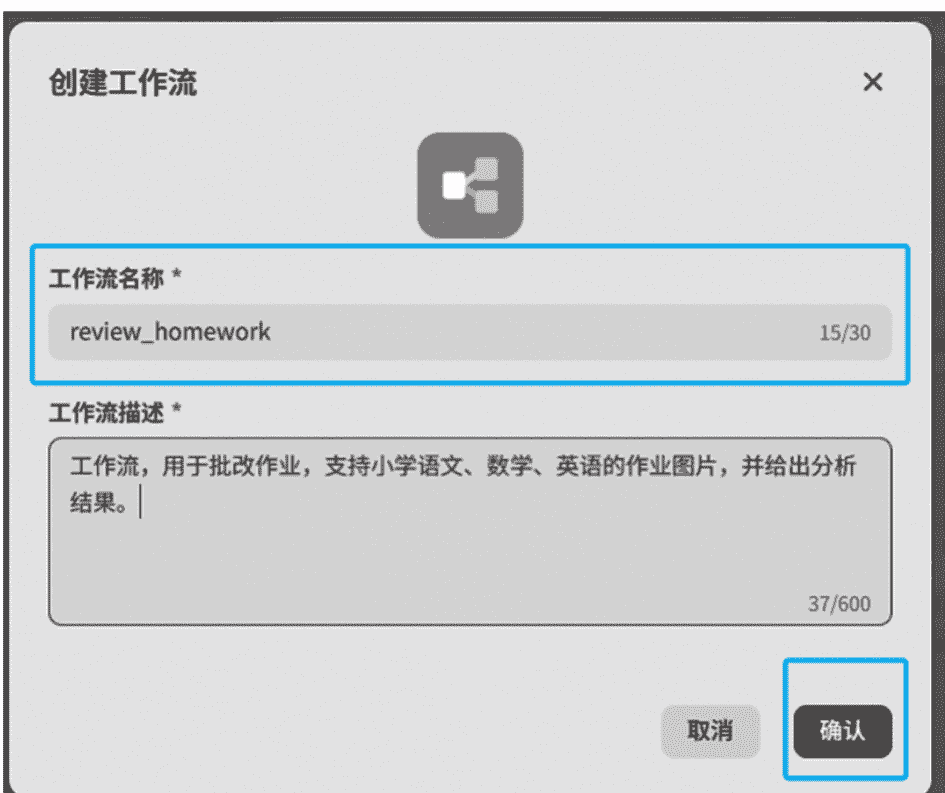 创建工作流
工作流名称 *
review_homework 15/30
工作流描述 *
工作流，用于批改作业，支持小学语文、数学、英语的作业图片，并给出分析
结果。
37/600
取消 确认